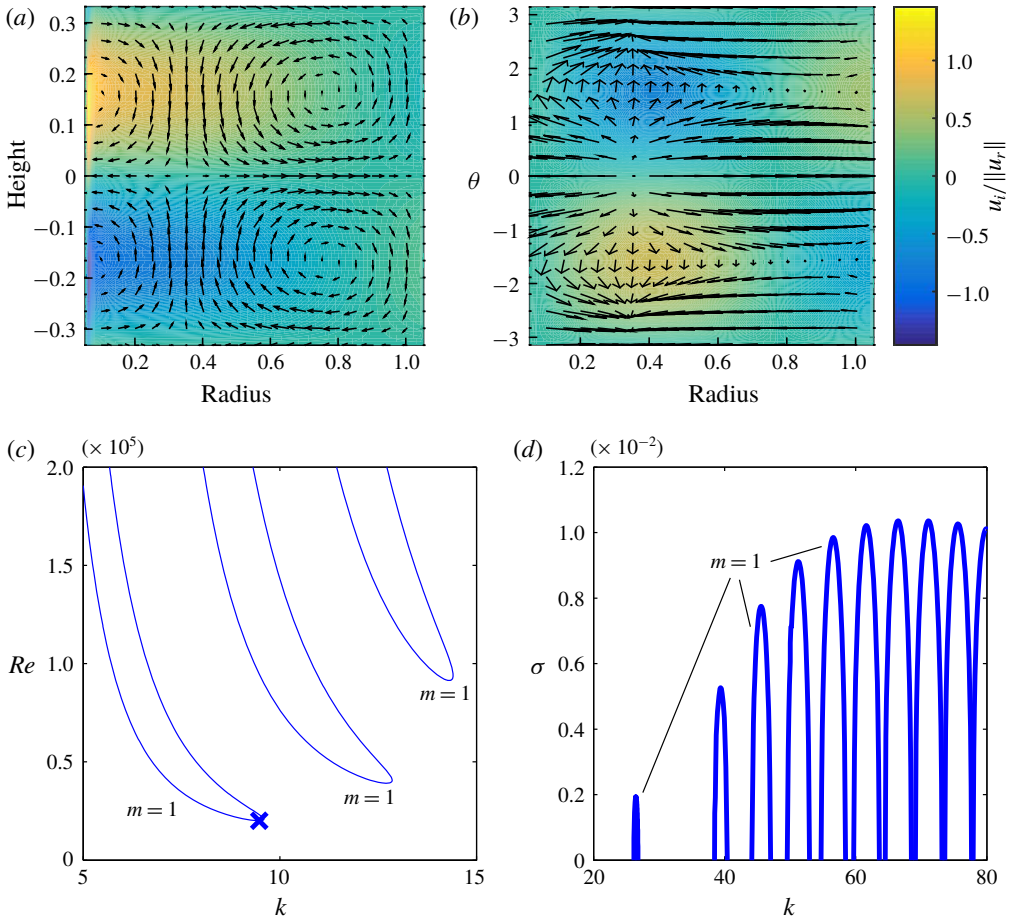 (a)
(b)
Height
0.3
0.2
0.1
0
−0.1
−0.2
−0.3
0.2
0.4
0.6
0.8
1.0
Radius
θ
3
2
1
0
−1
−2
−3
0.2
0.4
0.6
0.8
1.0
Radius
1.0
0.5
0
−0.5
−1.0
u_i/‖u_r‖
(c)
(× 10⁵)
Re
2.0
1.5
1.0
0.5
0
5
10
15
k
m = 1
m = 1
m = 1
(d)
(× 10⁻²)
σ
1.2
1.0
0.8
0.6
0.4
0.2
0
20
40
60
80
k
m = 1